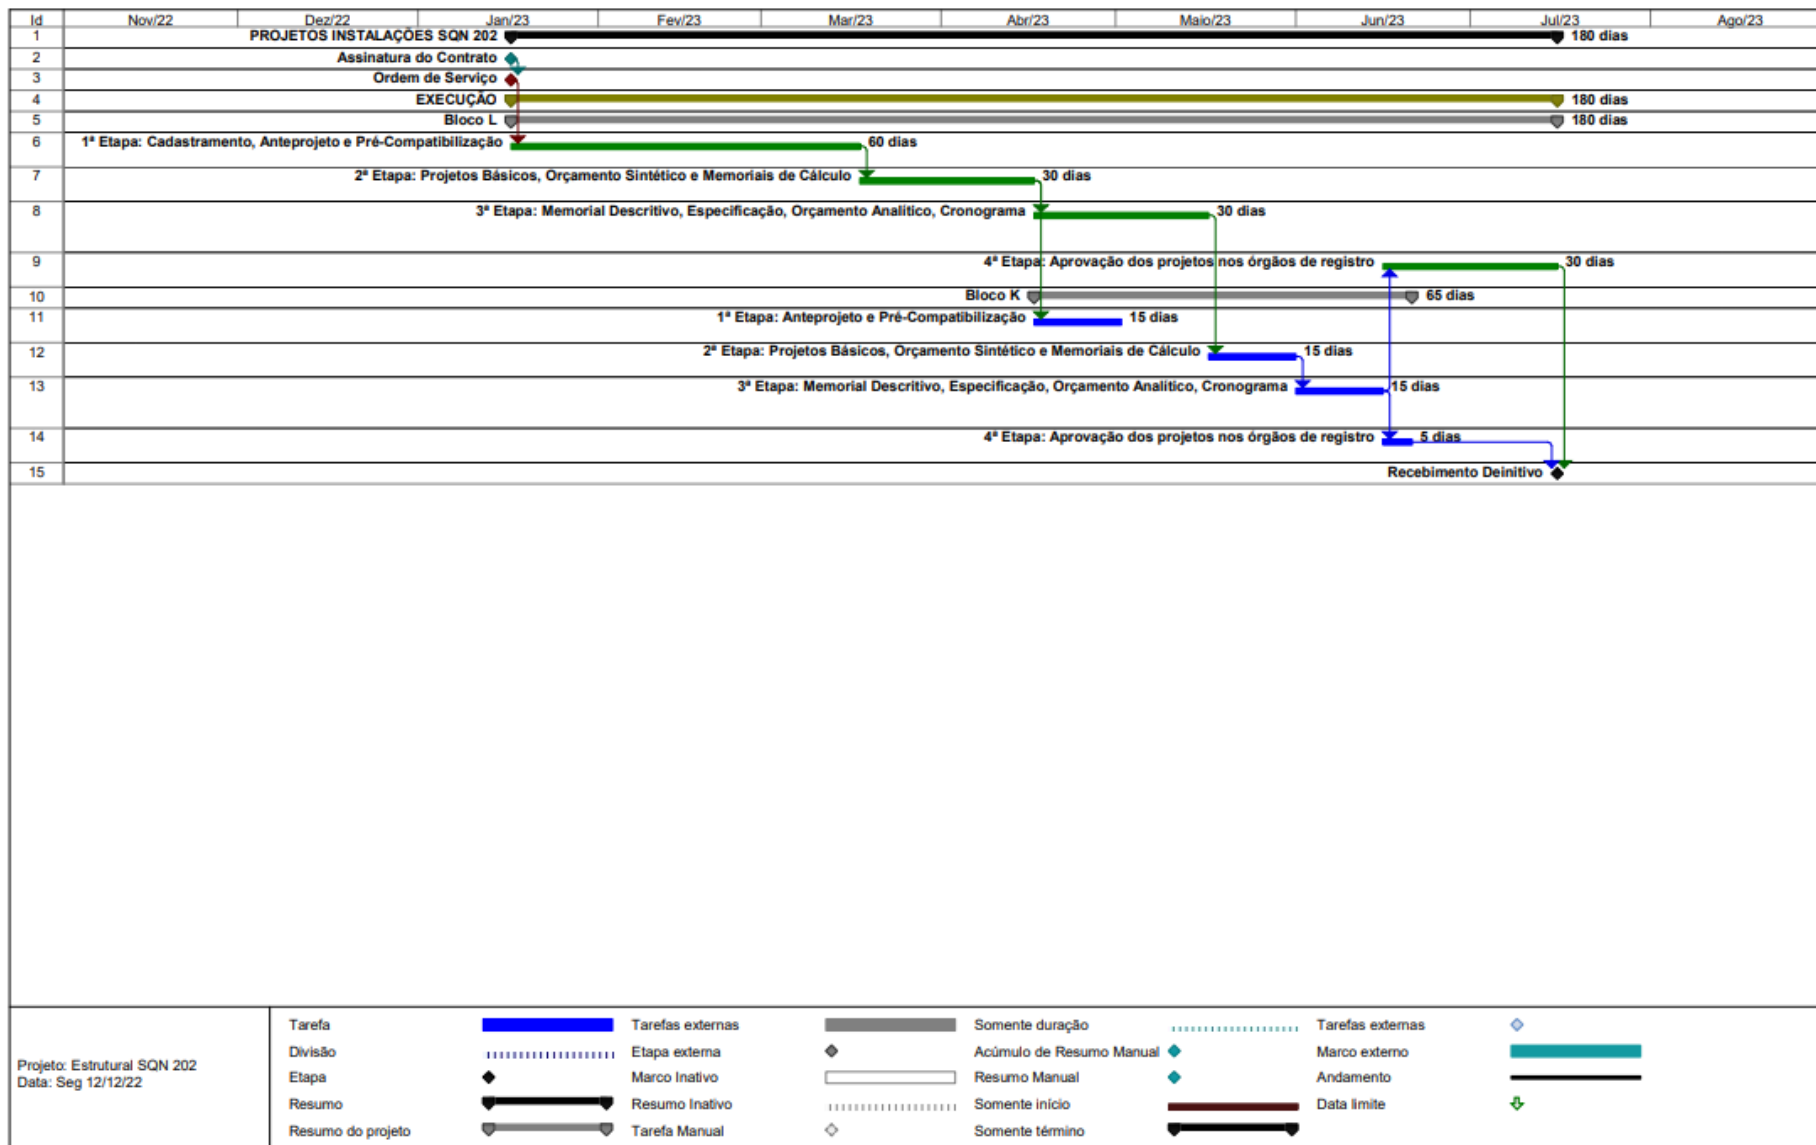 Id Nov/22 Dez/22 Jan/23 Fev/23 Mar/23 Abr/23 Maio/23 Jun/23 Jul/23 Ago/23
1 PROJETOS INSTALAÇÕES SQN 202 180 dias
2 Assinatura do Contrato
3 Ordem de Serviço
4 EXECUÇÃO 180 dias
5 Bloco L 180 dias
6 1ª Etapa: Cadastramento, Anteprojeto e Pré-Compatibilização 60 dias
7 2ª Etapa: Projetos Básicos, Orçamento Sintético e Memoriais de Cálculo 30 dias
8 3ª Etapa: Memorial Descritivo, Especificação, Orçamento Analítico, Cronograma 30 dias
9 4ª Etapa: Aprovação dos projetos nos órgãos de registro 30 dias
10 Bloco K 65 dias
11 1ª Etapa: Anteprojeto e Pré-Compatibilização 15 dias
12 2ª Etapa: Projetos Básicos, Orçamento Sintético e Memoriais de Cálculo 15 dias
13 3ª Etapa: Memorial Descritivo, Especificação, Orçamento Analítico, Cronograma 15 dias
14 4ª Etapa: Aprovação dos projetos nos órgãos de registro 5 dias
15 Recebimento Deinitivo
Projeto: Estrutural SQN 202
Data: Seg 12/12/22
Tarefa Tarefas externas Somente duração Tarefas externas
Divisão Etapa externa Acúmulo de Resumo Manual Marco externo
Etapa Marco Inativo Resumo Manual Andamento
Resumo Resumo Inativo Somente início Data limite
Resumo do projeto Tarefa Manual Somente término